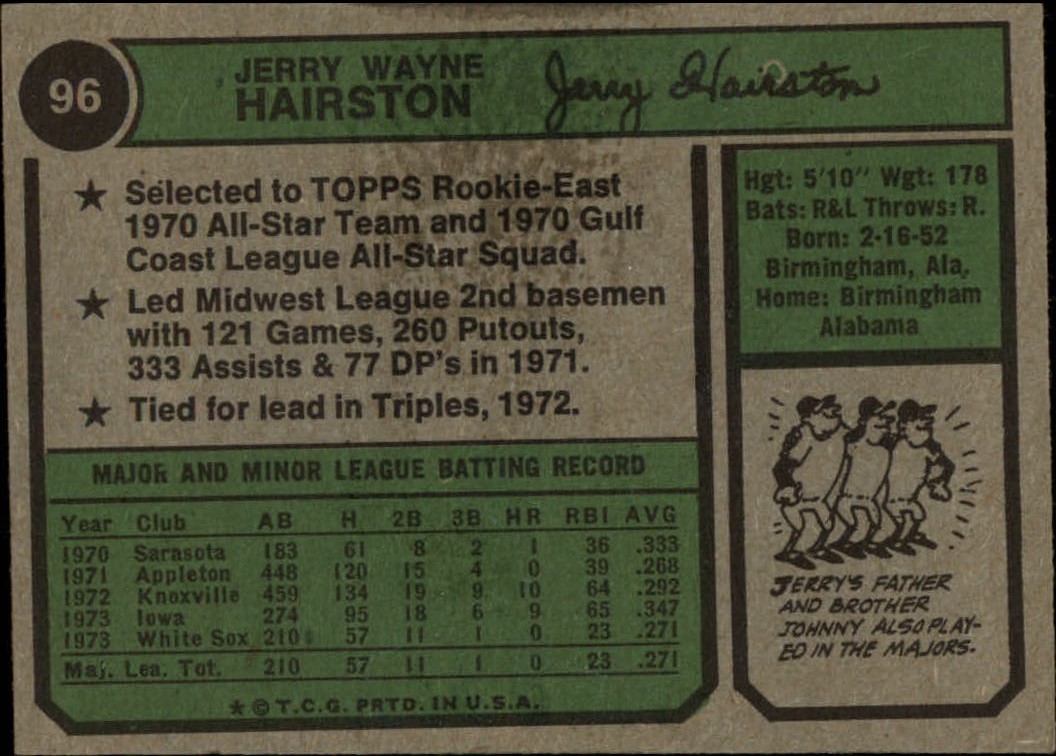 96
JERRY WAYNE
HAIRSTON
Jerry Hairston
★ Selected to TOPPS Rookie-East
1970 All-Star Team and 1970 Gulf
Coast League All-Star Squad.
★ Led Midwest League 2nd basemen
with 121 Games, 260 Putouts,
333 Assists & 77 DP's in 1971.
★ Tied for lead in Triples, 1972.
MAJOR AND MINOR LEAGUE BATTING RECORD
Year Club AB H 2B 3B HR RBI AVG
1970 Sarasota 183 61 8 2 1 36 .333
1971 Appleton 448 120 15 4 0 39 .268
1972 Knoxville 459 134 19 9 10 64 .292
1973 Iowa 274 95 18 6 9 65 .347
1973 White Sox 210 57 11 1 0 23 .271
Maj. Lea. Tot. 210 57 11 1 0 23 .271
★ © T.C.G. PRTD. IN U.S.A.
Hgt: 5'10" Wgt: 178
Bats: R&L Throws: R.
Born: 2-16-52
Birmingham, Ala.
Home: Birmingham
Alabama
JERRY'S FATHER
AND BROTHER
JOHNNY ALSO PLAY-
ED IN THE MAJORS.